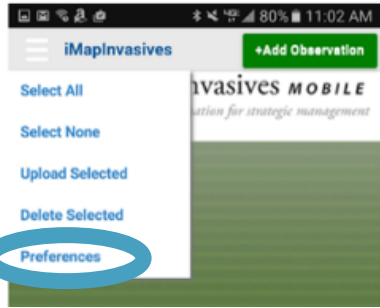 80% 11:02 AM
iMapInvasives
+Add Observation
Select All
nvasives MOBILE
ation for strategic management
Select None
Upload Selected
Delete Selected
Preferences